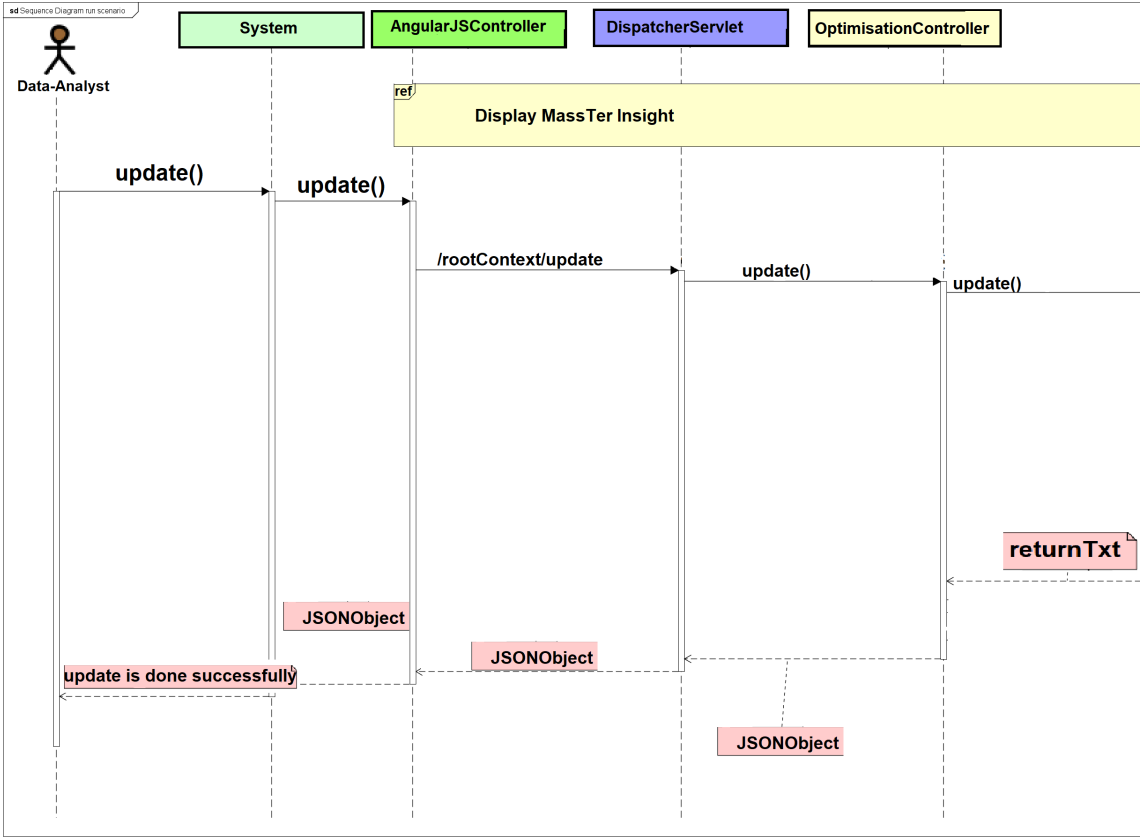 sd Sequence Diagram run scenario
System
AngularJSController
DispatcherServlet
OptimisationController
Data-Analyst
ref
Display MassTer Insight
update()
update()
/rootContext/update
update()
update()
returnTxt
JSONObject
JSONObject
update is done successfully
JSONObject